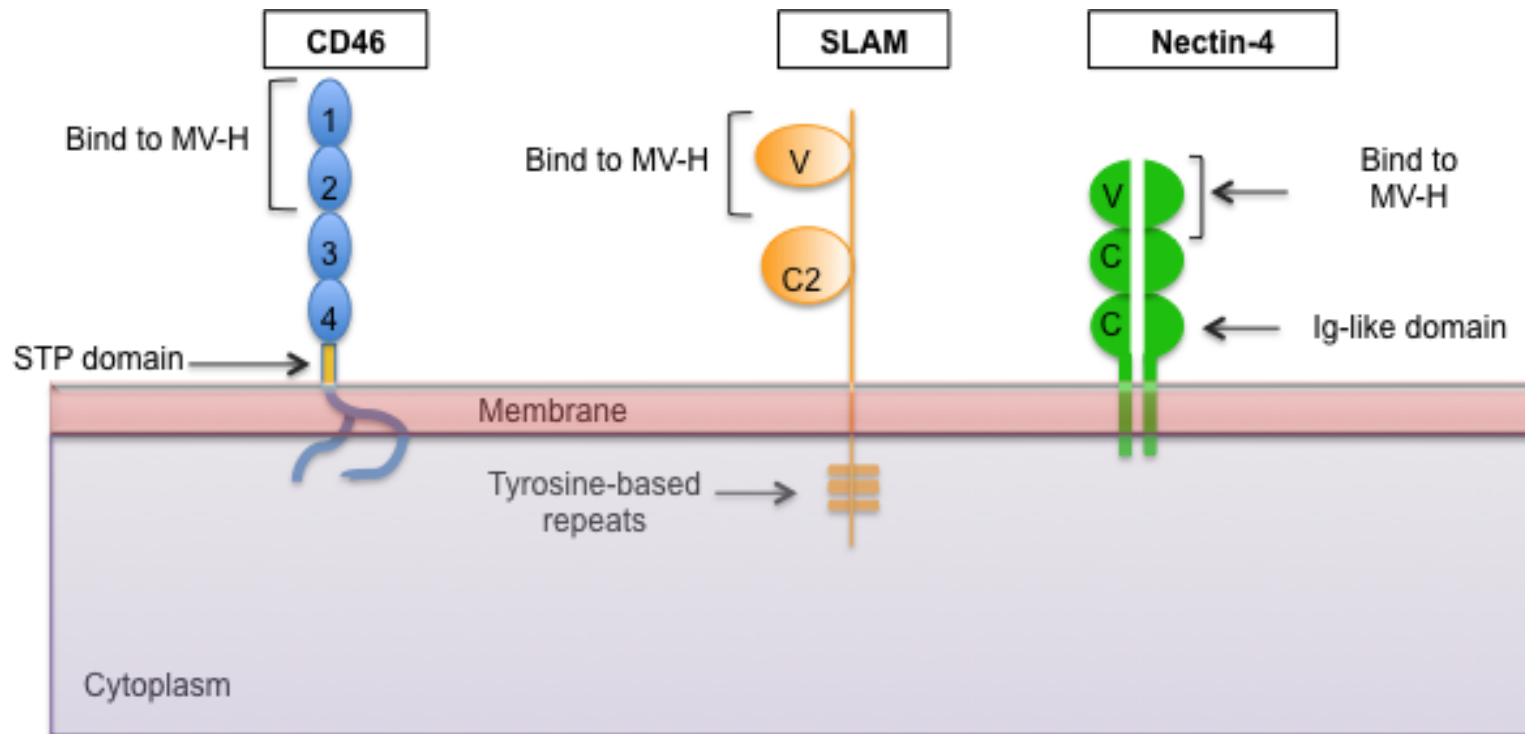 CD46
SLAM
Nectin-4
Bind to MV-H
1
2
3
4
STP domain
Bind to MV-H
V
C2
V
C
C
Bind to
MV-H
Ig-like domain
Membrane
Tyrosine-based
repeats
Cytoplasm